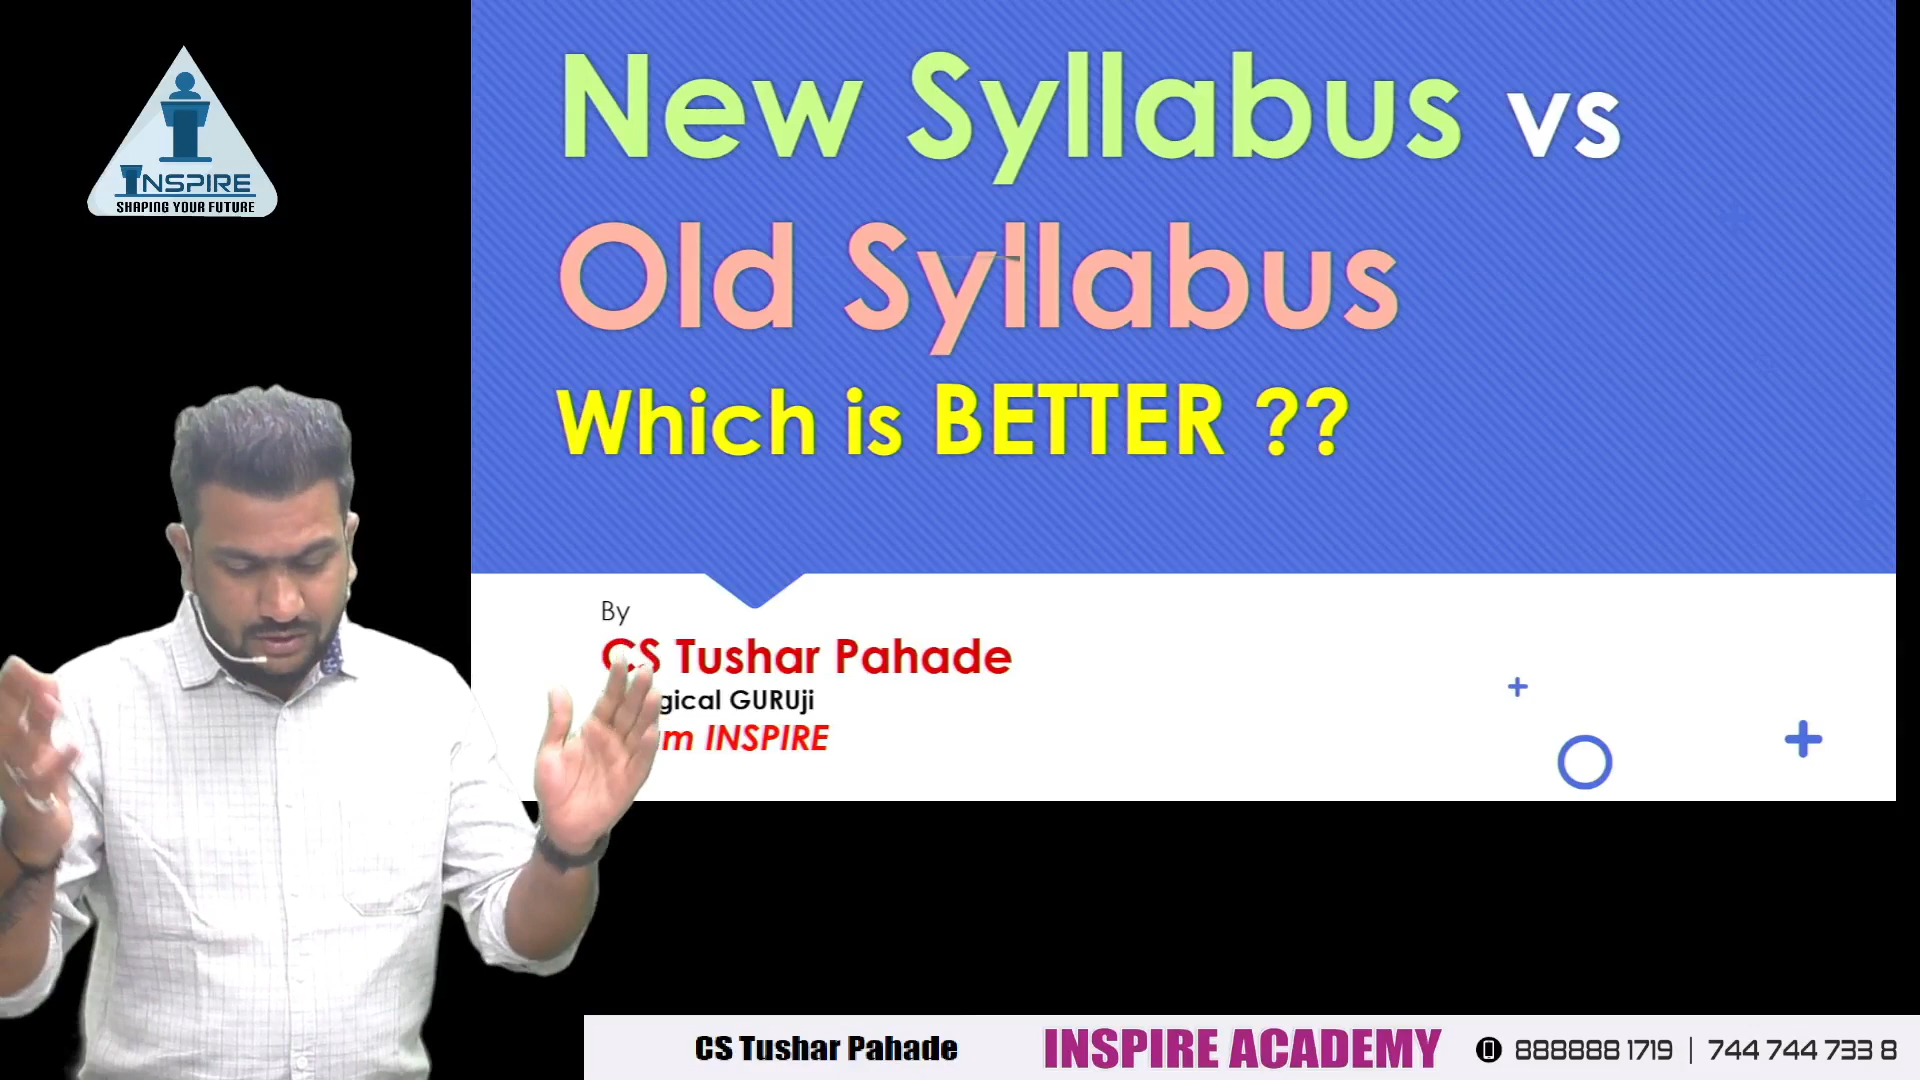 INSPIRE
SHAPING YOUR FUTURE
New Syllabus vs
Old Syllabus
Which is BETTER ??
By
CS Tushar Pahade
GURUji
INSPIRE
CS Tushar Pahade
INSPIRE ACADEMY
888888 1719 | 744 744 733 8